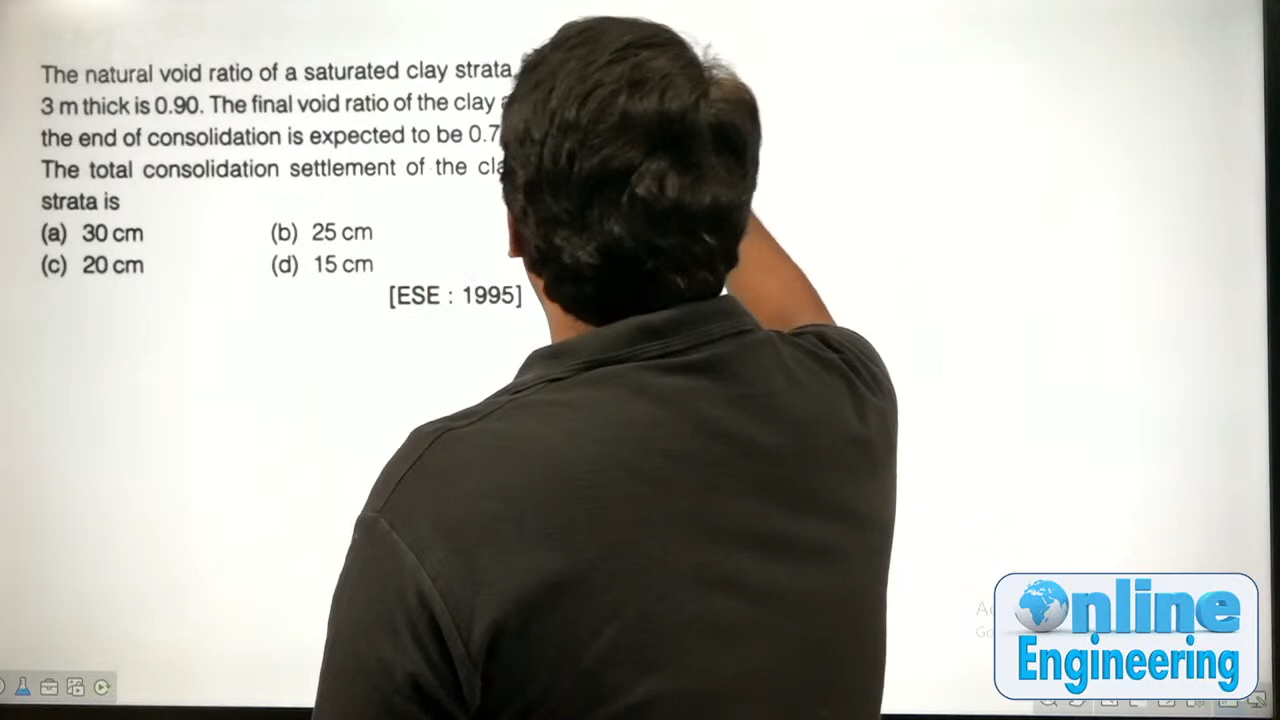 The natural void ratio of a saturated clay strata,
3 m thick is 0.90. The final void ratio of the clay
the end of consolidation is expected to be 0.7
The total consolidation settlement of the
strata is
(a) 30 cm (b) 25 cm
(c) 20 cm (d) 15 cm
[ESE : 1995]
Online
Engineering